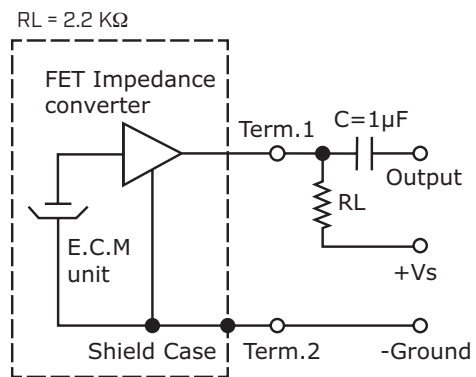 RL = 2.2 KΩ
FET Impedance
converter
Term.1
C=1µF
Output
RL
E.C.M
unit
+Vs
Shield Case
Term.2
-Ground